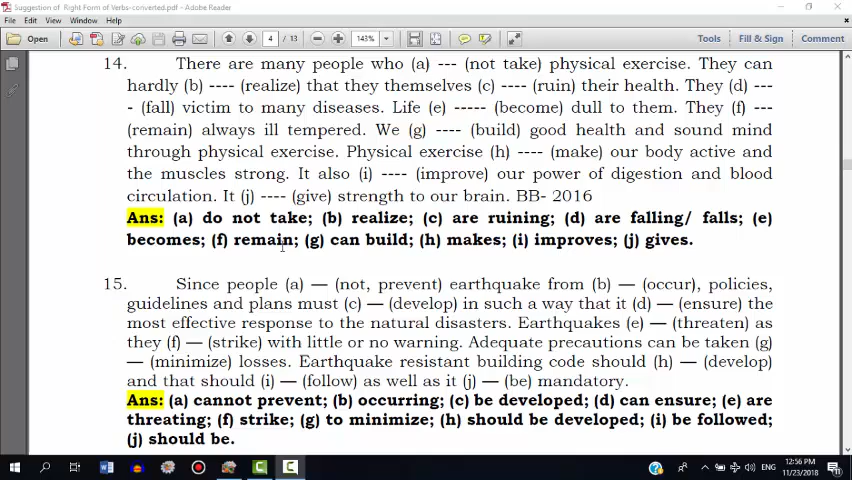 Suggestion of Right Form of Verbs-converted.pdf - Adobe Reader
File Edit View Window Help
Open 4 / 13 143% Tools Fill & Sign Comment
14. There are many people who (a) --- (not take) physical exercise. They can
hardly (b) ---- (realize) that they themselves (c) ---- (ruin) their health. They (d) ---
- (fall) victim to many diseases. Life (e) ----- (become) dull to them. They (f) ---
(remain) always ill tempered. We (g) ---- (build) good health and sound mind
through physical exercise. Physical exercise (h) ---- (make) our body active and
the muscles strong. It also (i) ---- (improve) our power of digestion and blood
circulation. It (j) ---- (give) strength to our brain. BB- 2016
Ans: (a) do not take; (b) realize; (c) are ruining; (d) are falling/ falls; (e)
becomes; (f) remain; (g) can build; (h) makes; (i) improves; (j) gives.
15. Since people (a) — (not, prevent) earthquake from (b) — (occur), policies,
guidelines and plans must (c) — (develop) in such a way that it (d) — (ensure) the
most effective response to the natural disasters. Earthquakes (e) — (threaten) as
they (f) — (strike) with little or no warning. Adequate precautions can be taken (g)
— (minimize) losses. Earthquake resistant building code should (h) — (develop)
and that should (i) — (follow) as well as it (j) — (be) mandatory.
Ans: (a) cannot prevent; (b) occurring; (c) be developed; (d) can ensure; (e) are
threating; (f) strike; (g) to minimize; (h) should be developed; (i) be followed;
(j) should be.
ENG 12:56 PM
11/23/2018